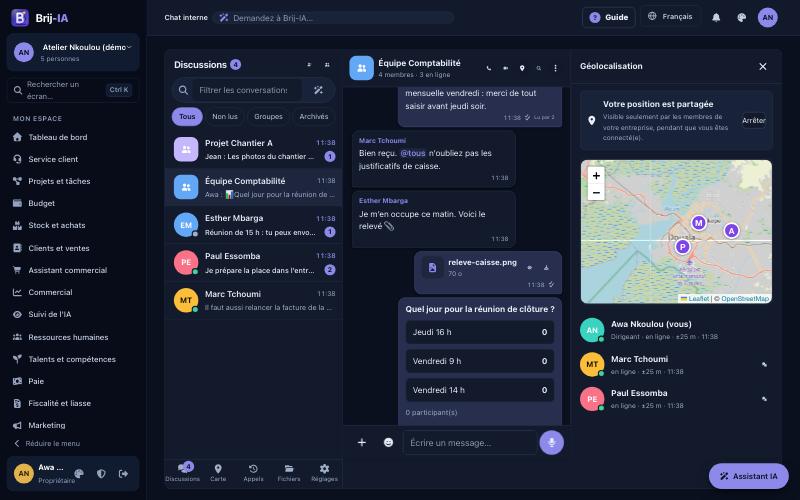 Brij-IA
Chat interne
Demandez à Brij-IA...
Guide
Français
AN
AN
Atelier Nkoulou (démo
5 personnes
Rechercher un écran...
Ctrl K
MON ESPACE
Tableau de bord
Service client
Projets et tâches
Budget
Stock et achats
Clients et ventes
Assistant commercial
Commercial
Suivi de l'IA
Ressources humaines
Talents et compétences
Paie
Fiscalité et liasse
Marketing
Réduire le menu
AN
Awa ...
Propriétaire
Discussions 4
Filtrer les conversations
Tous
Non lus
Groupes
Archivés
Projet Chantier A 11:38
Jean : Les photos du chantier ... 1
Équipe Comptabilité 11:38
Awa : 📊Quel jour pour la réunion de ...
EM
Esther Mbarga 11:38
Réunion de 15 h : tu peux envo... 1
PE
Paul Essomba 11:38
Je prépare la place dans l'entr... 2
MT
Marc Tchoumi 11:38
Il faut aussi relancer la facture de la ...
4
Discussions
Carte
Appels
Fichiers
Réglages
Équipe Comptabilité
4 membres · 3 en ligne
mensuelle vendredi : merci de tout
saisir avant jeudi soir.
11:38 Lu par 2
Marc Tchoumi
Bien reçu. @tous n'oubliez pas les
justificatifs de caisse.
11:38
Esther Mbarga
Je m'en occupe ce matin. Voici le
relevé 📎
11:38
releve-caisse.png
70 o
11:38
Quel jour pour la réunion de clôture ?
Jeudi 16 h 0
Vendredi 9 h 0
Vendredi 14 h 0
0 participant(s)
Écrire un message...
Géolocalisation
Votre position est partagée
Visible seulement par les membres de
votre entreprise, pendant que vous êtes
connecté(e).
Arrêter
+
−
M
A
P
Leaflet | © OpenStreetMap
AN
Awa Nkoulou (vous)
Dirigeant · en ligne · ±25 m · 11:38
MT
Marc Tchoumi
en ligne · ±25 m · 11:38
PE
Paul Essomba
en ligne · ±25 m · 11:38
Assistant IA